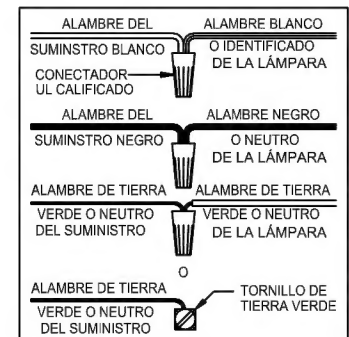 ALAMBRE DEL
SUMINSTRO BLANCO
ALAMBRE BLANCO
O IDENTIFICADO
DE LA LÁMPARA
CONECTADOR
UL CALIFICADO
ALAMBRE DEL
SUMINSTRO NEGRO
ALAMBRE NEGRO
O NEUTRO
DE LA LÁMPARA
ALAMBRE DE TIERRA
VERDE O NEUTRO
DEL SUMINISTRO
ALAMBRE DE TIERRA
VERDE O NEUTRO
DE LA LÁMPARA
O
ALAMBRE DE TIERRA
VERDE O NEUTRO
DEL SUMINISTRO
TORNILLO DE
TIERRA VERDE